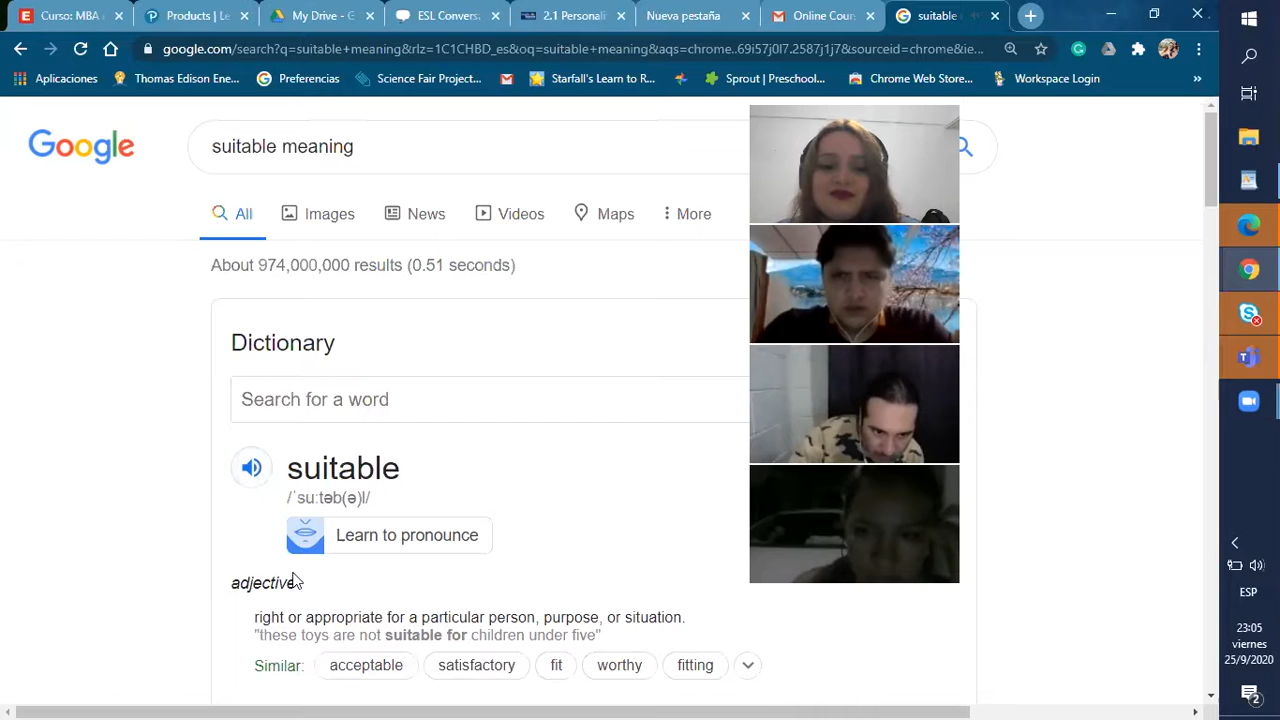 Curso: MBA
Products | Le
My Drive - G
ESL Convers
2.1 Personali
Nueva pestaña
Online Cours
suitable
google.com/search?q=suitable+meaning&rlz=1C1CHBD_es&oq=suitable+meaning&aqs=chrome..69i57j0l7.2587j1j7&sourceid=chrome&ie...
Aplicaciones
Thomas Edison Ene...
Preferencias
Science Fair Project...
Starfall's Learn to R...
Sprout | Preschool...
Chrome Web Store...
Workspace Login
»
Google
suitable meaning
All
Images
News
Videos
Maps
More
About 974,000,000 results (0.51 seconds)
Dictionary
Search for a word
suitable
/ˈsuːtəb(ə)l/
Learn to pronounce
adjective
right or appropriate for a particular person, purpose, or situation.
"these toys are not suitable for children under five"
Similar:
acceptable
satisfactory
fit
worthy
fitting
ESP
23:05
viernes
25/9/2020
2